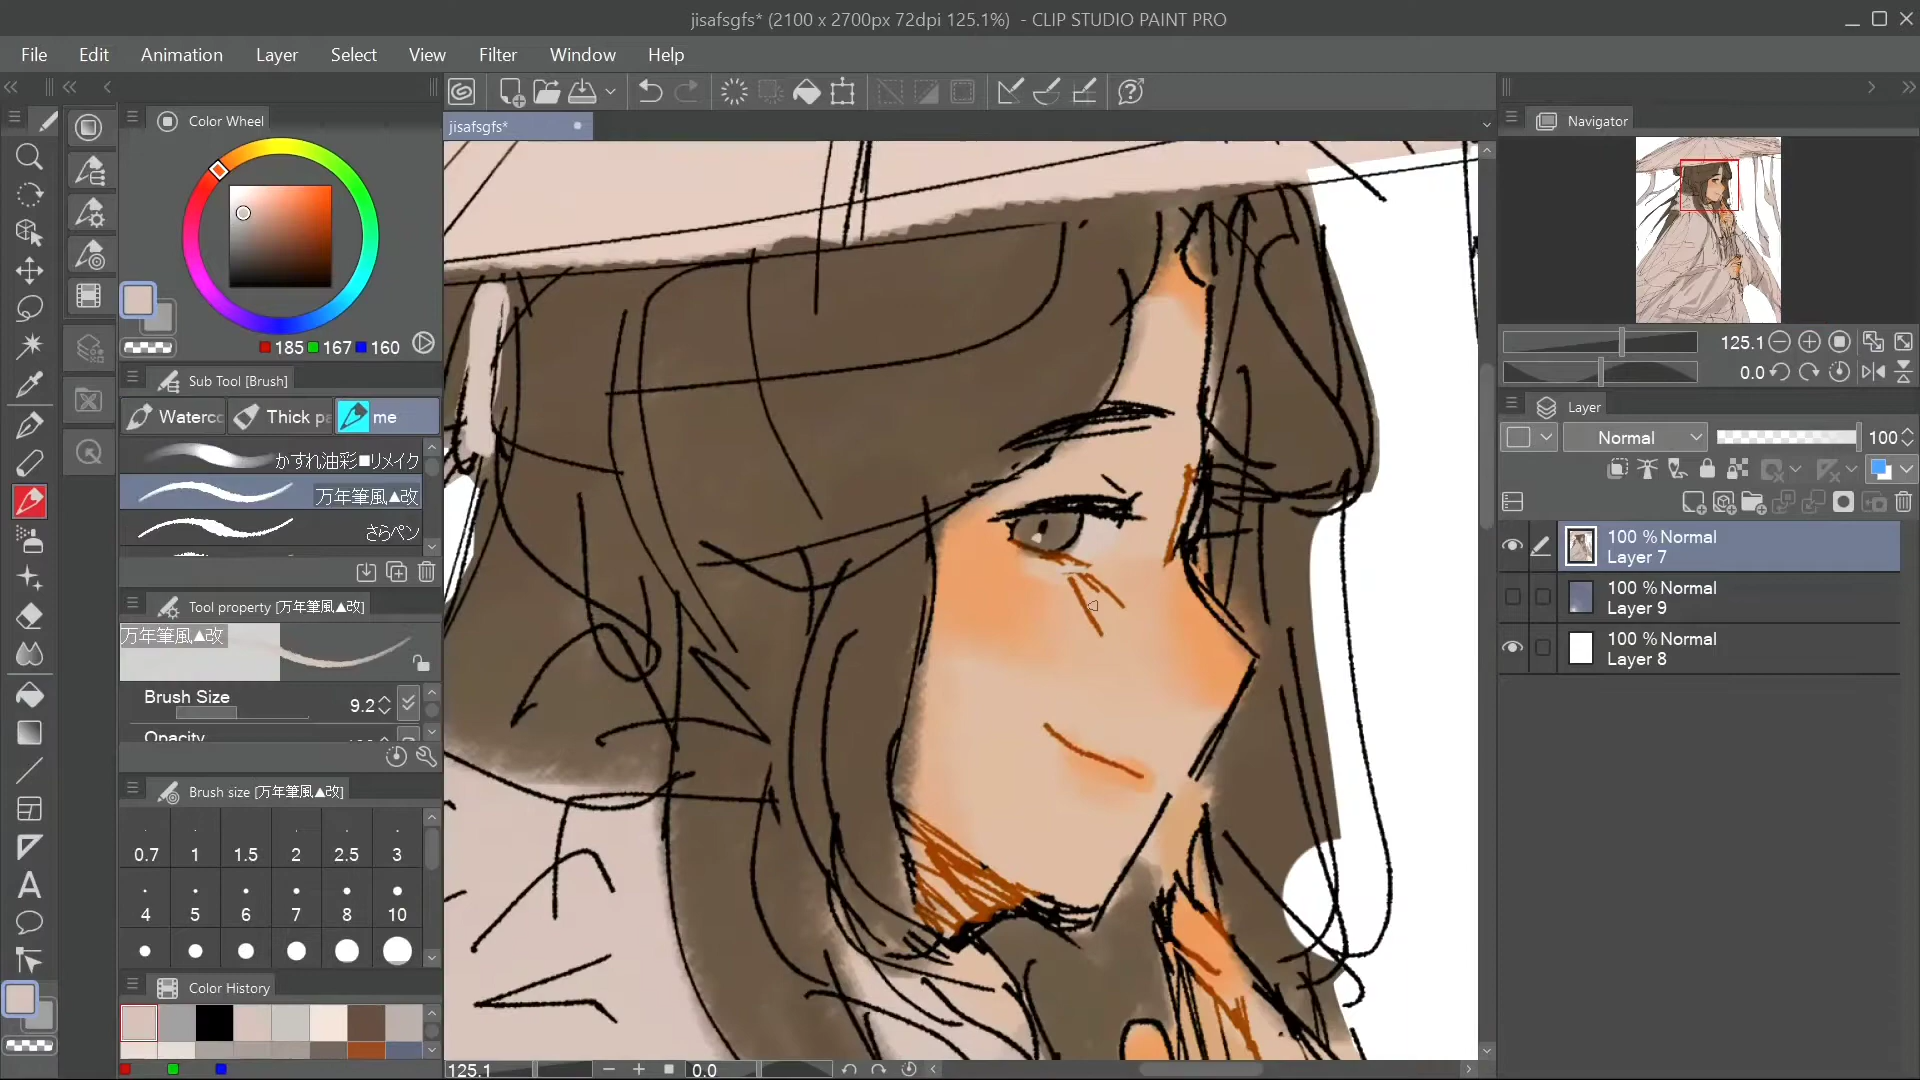 jisafsgfs* (2100 x 2700px 72dpi 125.1%) - CLIP STUDIO PAINT PRO
File Edit Animation Layer Select View Filter Window Help
jisafsgfs*
Color Wheel
185 167 160
Sub Tool [Brush]
Waterco Thick pa me
かすれ油彩■リメイク
万年筆風▲改
さらペン
Tool property [万年筆風▲改]
万年筆風▲改
Brush Size 9.2
Opacity
Brush size [万年筆風▲改]
0.7 1 1.5 2 2.5 3
4 5 6 7 8 10
Color History
125.1 0.0
Navigator
125.1
0.0
Layer
Normal 100
100 % Normal
Layer 7
100 % Normal
Layer 9
100 % Normal
Layer 8